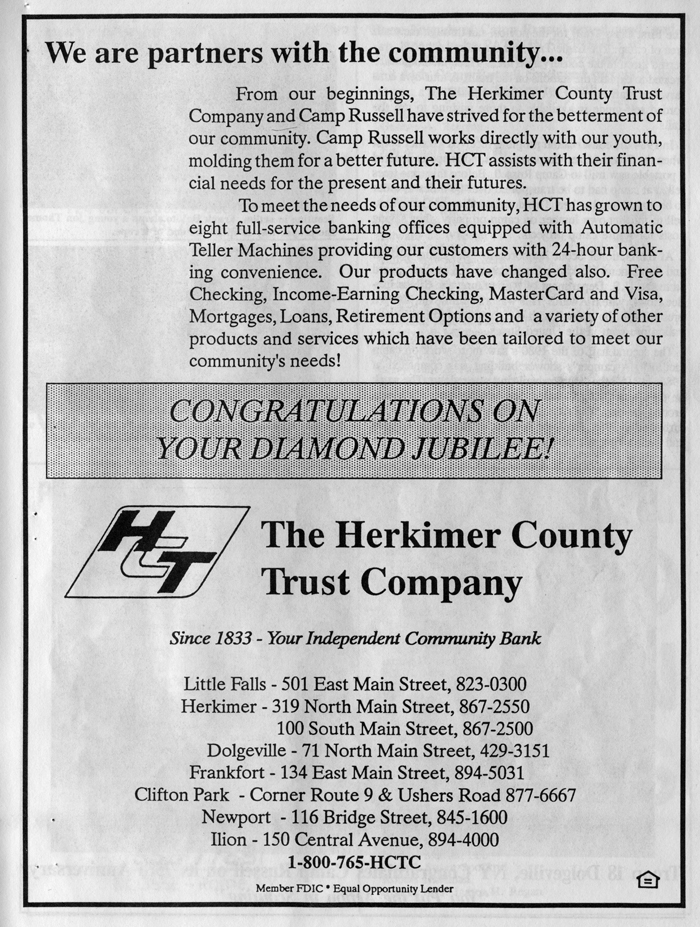 We are partners with the community...
From our beginnings, The Herkimer County Trust
Company and Camp Russell have strived for the betterment of
our community. Camp Russell works directly with our youth,
molding them for a better future. HCT assists with their finan-
cial needs for the present and their futures.
To meet the needs of our community, HCT has grown to
eight full-service banking offices equipped with Automatic
Teller Machines providing our customers with 24-hour bank-
ing convenience. Our products have changed also. Free
Checking, Income-Earning Checking, MasterCard and Visa,
Mortgages, Loans, Retirement Options and a variety of other
products and services which have been tailored to meet our
community's needs!
CONGRATULATIONS ON
YOUR DIAMOND JUBILEE!
HCT
The Herkimer County
Trust Company
Since 1833 - Your Independent Community Bank
Little Falls - 501 East Main Street, 823-0300
Herkimer - 319 North Main Street, 867-2550
100 South Main Street, 867-2500
Dolgeville - 71 North Main Street, 429-3151
Frankfort - 134 East Main Street, 894-5031
Clifton Park - Corner Route 9 & Ushers Road 877-6667
Newport - 116 Bridge Street, 845-1600
Ilion - 150 Central Avenue, 894-4000
1-800-765-HCTC
Member FDIC * Equal Opportunity Lender